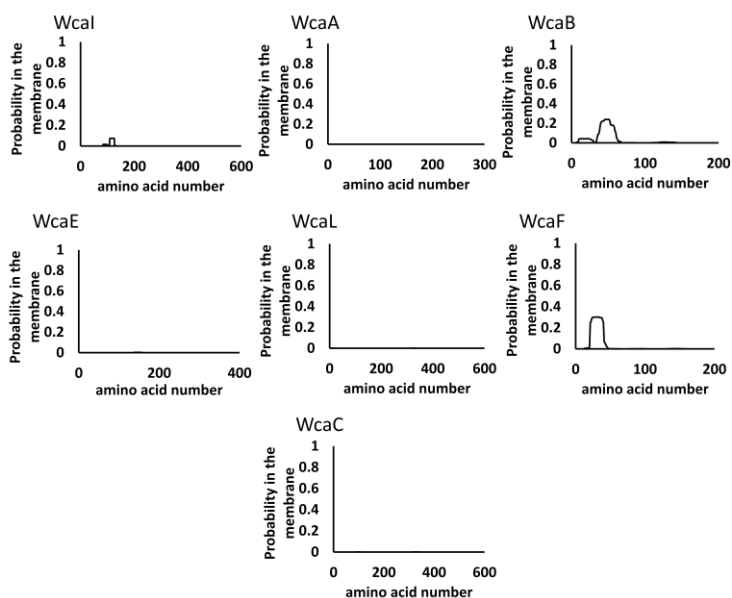 WcaI
Probability in the
membrane
1
0.8
0.6
0.4
0.2
0
0 200 400 600
amino acid number
WcaA
Probability in the
membrane
1
0.8
0.6
0.4
0.2
0
0 100 200 300
amino acid number
WcaB
Probability in the
membrane
1
0.8
0.6
0.4
0.2
0
0 100 200
amino acid number
WcaE
Probability in the
membrane
1
0.8
0.6
0.4
0.2
0
0 200 400
amino acid number
WcaL
Probability in the
membrane
1
0.8
0.6
0.4
0.2
0
0 200 400 600
amino acid number
WcaF
Probability in the
membrane
1
0.8
0.6
0.4
0.2
0
0 100 200
amino acid number
WcaC
Probability in the
membrane
1
0.8
0.6
0.4
0.2
0
0 200 400 600
amino acid number